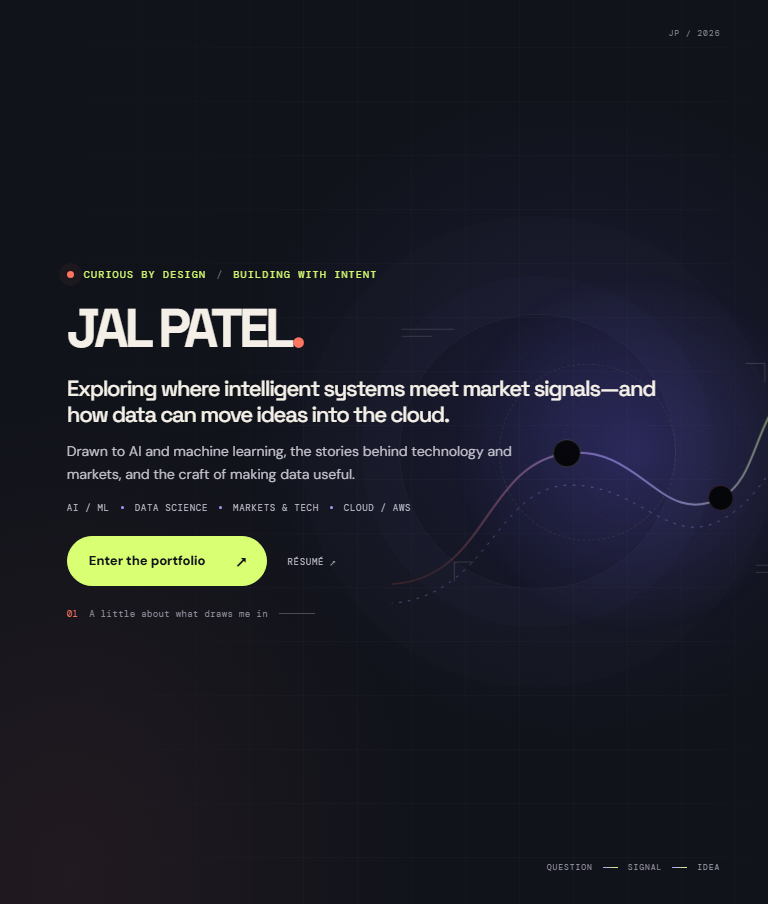 JP / 2026
CURIOUS BY DESIGN / BUILDING WITH INTENT
JAL PATEL.
Exploring where intelligent systems meet market signals—and
how data can move ideas into the cloud.
Drawn to AI and machine learning, the stories behind technology and
markets, and the craft of making data useful.
AI / ML • DATA SCIENCE • MARKETS & TECH • CLOUD / AWS
Enter the portfolio ↗ RÉSUMÉ ↗
01 A little about what draws me in
QUESTION — SIGNAL — IDEA